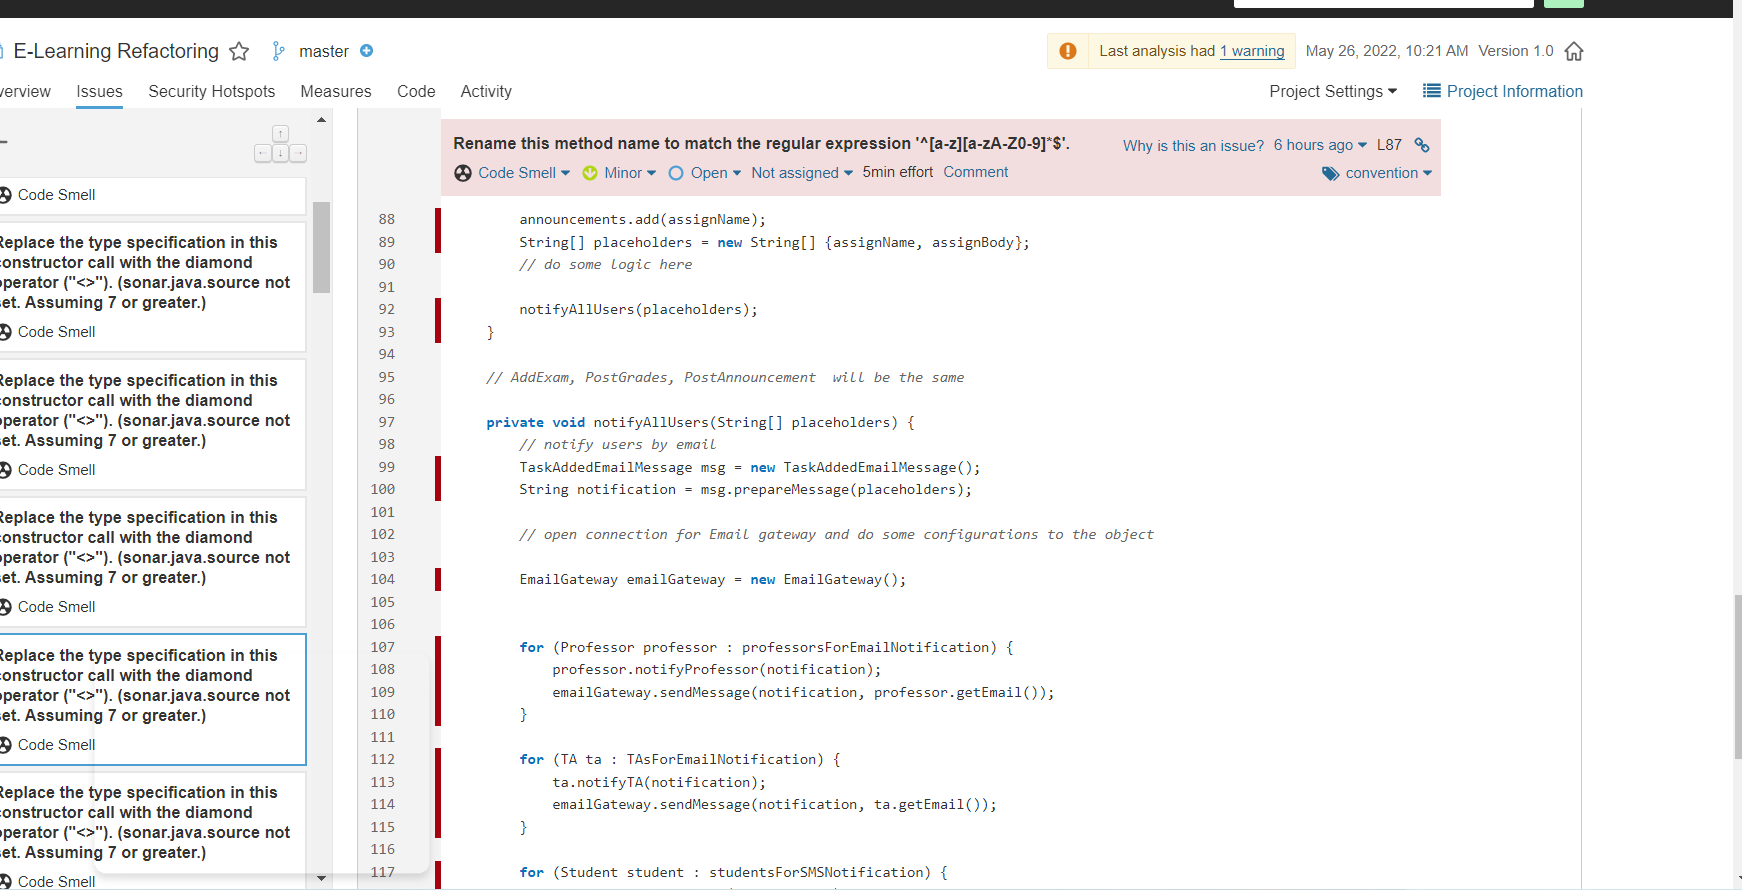 E-Learning Refactoring master
Last analysis had 1 warning May 26, 2022, 10:21 AM Version 1.0
verview Issues Security Hotspots Measures Code Activity
Project Settings Project Information
Code Smell
Replace the type specification in this
constructor call with the diamond
operator ("<>"). (sonar.java.source not
set. Assuming 7 or greater.)
Code Smell
Replace the type specification in this
constructor call with the diamond
operator ("<>"). (sonar.java.source not
set. Assuming 7 or greater.)
Code Smell
Replace the type specification in this
constructor call with the diamond
operator ("<>"). (sonar.java.source not
set. Assuming 7 or greater.)
Code Smell
Replace the type specification in this
constructor call with the diamond
operator ("<>"). (sonar.java.source not
set. Assuming 7 or greater.)
Code Smell
Replace the type specification in this
constructor call with the diamond
operator ("<>"). (sonar.java.source not
set. Assuming 7 or greater.)
Code Smell
Rename this method name to match the regular expression '^[a-z][a-zA-Z0-9]*$'. Why is this an issue? 6 hours ago L87
Code Smell Minor Open Not assigned 5min effort Comment convention
88 announcements.add(assignName);
89 String[] placeholders = new String[] {assignName, assignBody};
90 // do some logic here
91
92 notifyAllUsers(placeholders);
93 }
94
95 // AddExam, PostGrades, PostAnnouncement  will be the same
96
97 private void notifyAllUsers(String[] placeholders) {
98 // notify users by email
99 TaskAddedEmailMessage msg = new TaskAddedEmailMessage();
100 String notification = msg.prepareMessage(placeholders);
101
102 // open connection for Email gateway and do some configurations to the object
103
104 EmailGateway emailGateway = new EmailGateway();
105
106
107 for (Professor professor : professorsForEmailNotification) {
108 professor.notifyProfessor(notification);
109 emailGateway.sendMessage(notification, professor.getEmail());
110 }
111
112 for (TA ta : TAsForEmailNotification) {
113 ta.notifyTA(notification);
114 emailGateway.sendMessage(notification, ta.getEmail());
115 }
116
117 for (Student student : studentsForSMSNotification) {